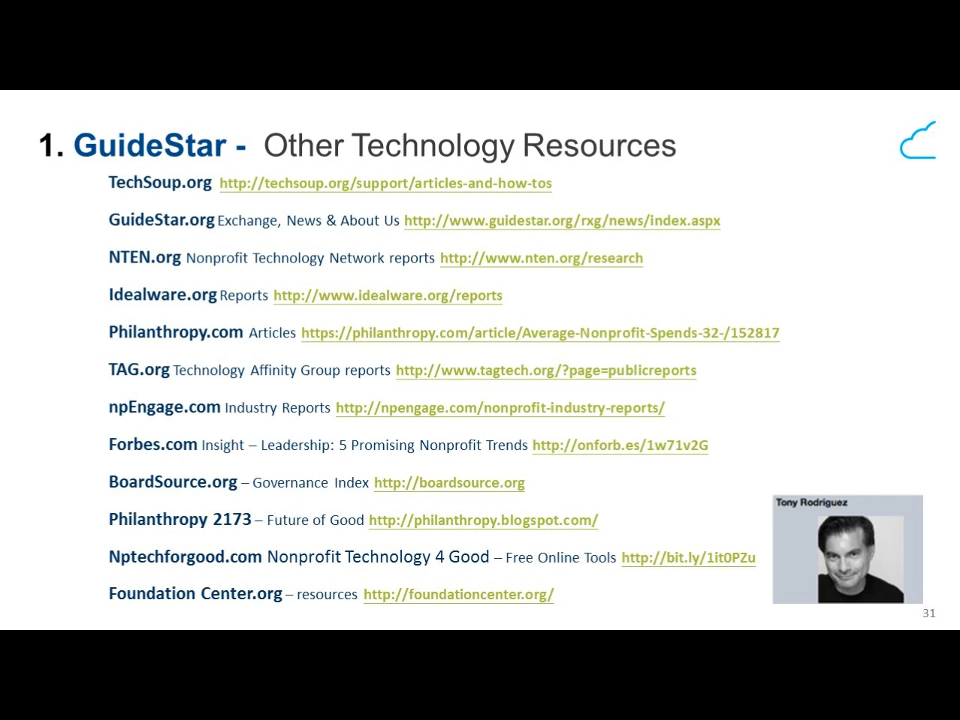 1. GuideStar - Other Technology Resources
TechSoup.org http://techsoup.org/support/articles-and-how-tos
GuideStar.org Exchange, News & About Us http://www.guidestar.org/rxg/news/index.aspx
NTEN.org Nonprofit Technology Network reports http://www.nten.org/research
Idealware.org Reports http://www.idealware.org/reports
Philanthropy.com Articles https://philanthropy.com/article/Average-Nonprofit-Spends-32-/152817
TAG.org Technology Affinity Group reports http://www.tagtech.org/?page=publicreports
npEngage.com Industry Reports http://npengage.com/nonprofit-industry-reports/
Forbes.com Insight – Leadership: 5 Promising Nonprofit Trends http://onforb.es/1w71v2G
BoardSource.org – Governance Index http://boardsource.org
Philanthropy 2173 – Future of Good http://philanthropy.blogspot.com/
Nptechforgood.com Nonprofit Technology 4 Good – Free Online Tools http://bit.ly/1it0PZu
Foundation Center.org – resources http://foundationcenter.org/
Tony Rodriguez
31